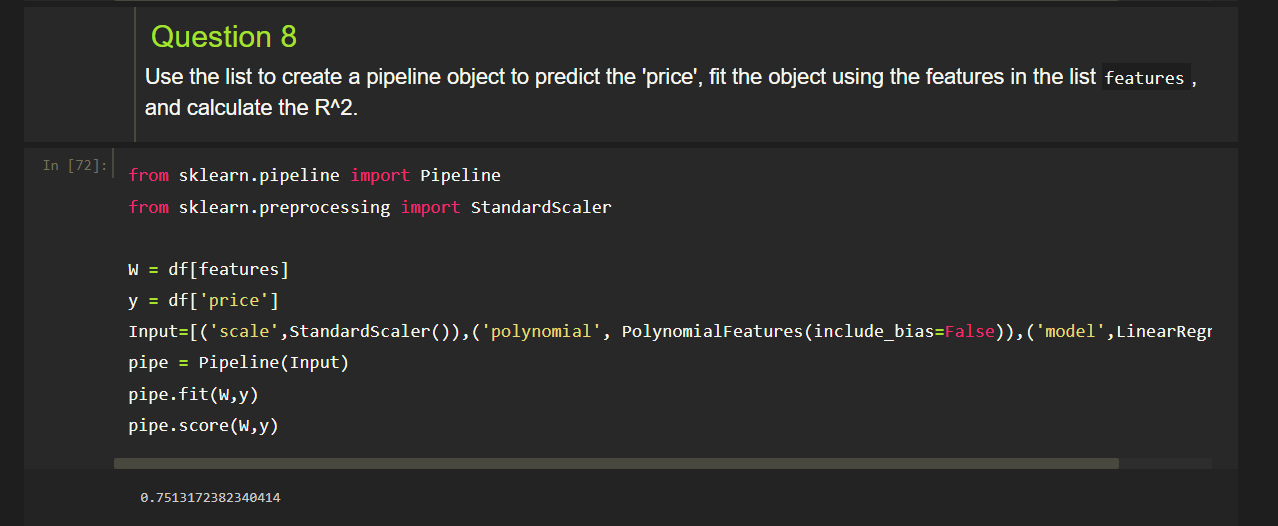 Question 8
Use the list to create a pipeline object to predict the 'price', fit the object using the features in the list features ,
and calculate the R^2.
In [72]:
from sklearn.pipeline import Pipeline
from sklearn.preprocessing import StandardScaler
W = df[features]
y = df['price']
Input=[('scale',StandardScaler()),('polynomial', PolynomialFeatures(include_bias=False)),('model',LinearRegr
pipe = Pipeline(Input)
pipe.fit(W,y)
pipe.score(W,y)
0.7513172382340414